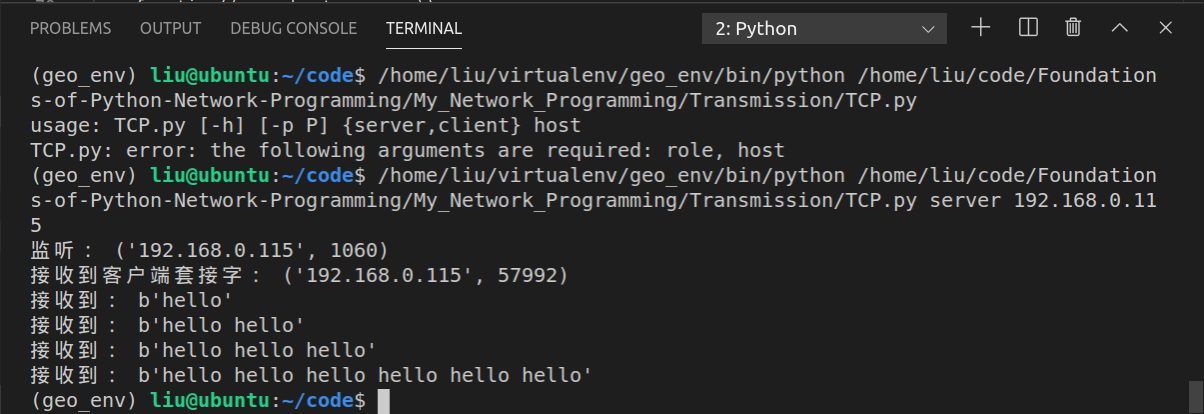 PROBLEMS OUTPUT DEBUG CONSOLE TERMINAL 2: Python
(geo_env) liu@ubuntu:~/code$ /home/liu/virtualenv/geo_env/bin/python /home/liu/code/Foundation
s-of-Python-Network-Programming/My_Network_Programming/Transmission/TCP.py
usage: TCP.py [-h] [-p P] {server,client} host
TCP.py: error: the following arguments are required: role, host
(geo_env) liu@ubuntu:~/code$ /home/liu/virtualenv/geo_env/bin/python /home/liu/code/Foundation
s-of-Python-Network-Programming/My_Network_Programming/Transmission/TCP.py server 192.168.0.11
5
监听： ('192.168.0.115', 1060)
接收到客户端套接字： ('192.168.0.115', 57992)
接收到： b'hello'
接收到： b'hello hello'
接收到： b'hello hello hello'
接收到： b'hello hello hello hello hello hello'
(geo_env) liu@ubuntu:~/code$